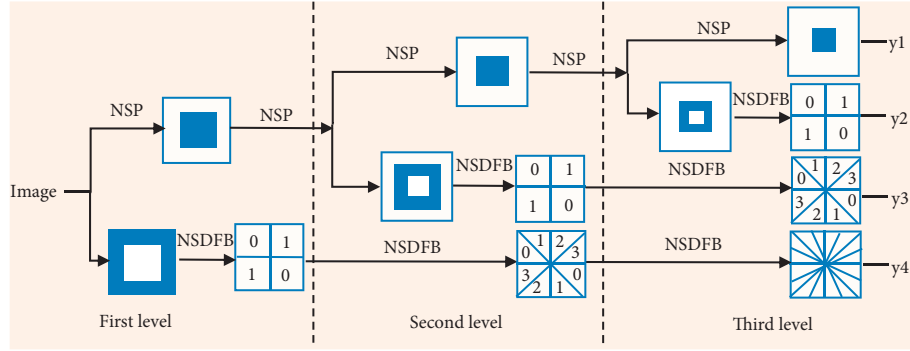 NSP
y1
NSP
NSP
NSDFB
0 1
1 0
y2
NSP
NSP
NSDFB
0 1
1 0
NSDFB
0 1 2 3
3 2 1 0
y3
Image
NSDFB
0 1
1 0
NSDFB
0 1 2 3
3 2 1 0
NSDFB
y4
First level
Second level
Third level